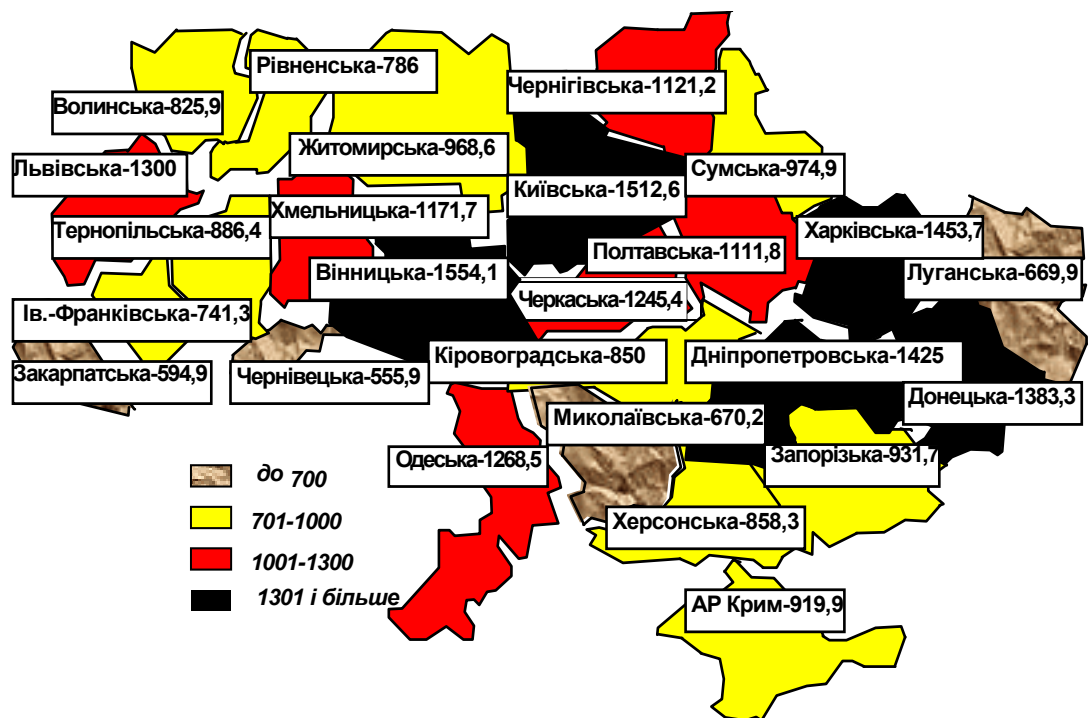 Рівненська-786
Чернігівська-1121,2
Волинська-825,9
Житомирська-968,6
Сумська-974,9
Львівська-1300
Київська-1512,6
Хмельницька-1171,7
Тернопільська-886,4
Харківська-1453,7
Полтавська-1111,8
Вінницька-1554,1
Луганська-669,9
Черкаська-1245,4
Ів.-Франківська-741,3
Кіровоградська-850
Дніпропетровська-1425
Закарпатська-594,9
Чернівецька-555,9
Донецька-1383,3
Миколаївська-670,2
Одеська-1268,5
Запорізька-931,7
до 700
701-1000
Херсонська-858,3
1001-1300
1301 і більше
АР Крим-919,9